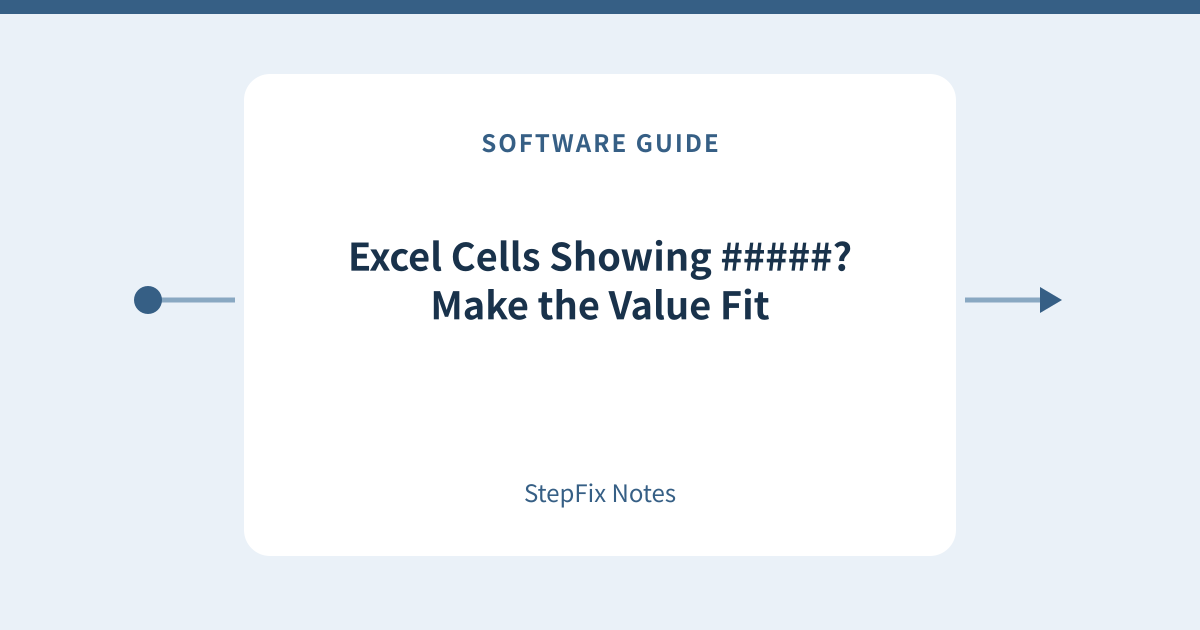 SOFTWARE GUIDE
Excel Cells Showing #####?
Make the Value Fit
StepFix Notes